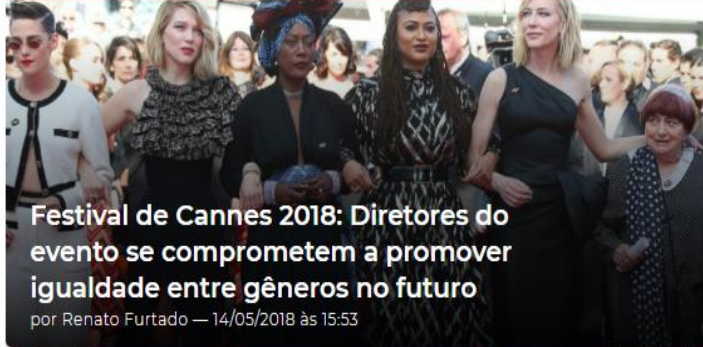 Festival de Cannes 2018: Diretores do
evento se comprometem a promover
igualdade entre gêneros no futuro
por Renato Furtado — 14/05/2018 às 15:53